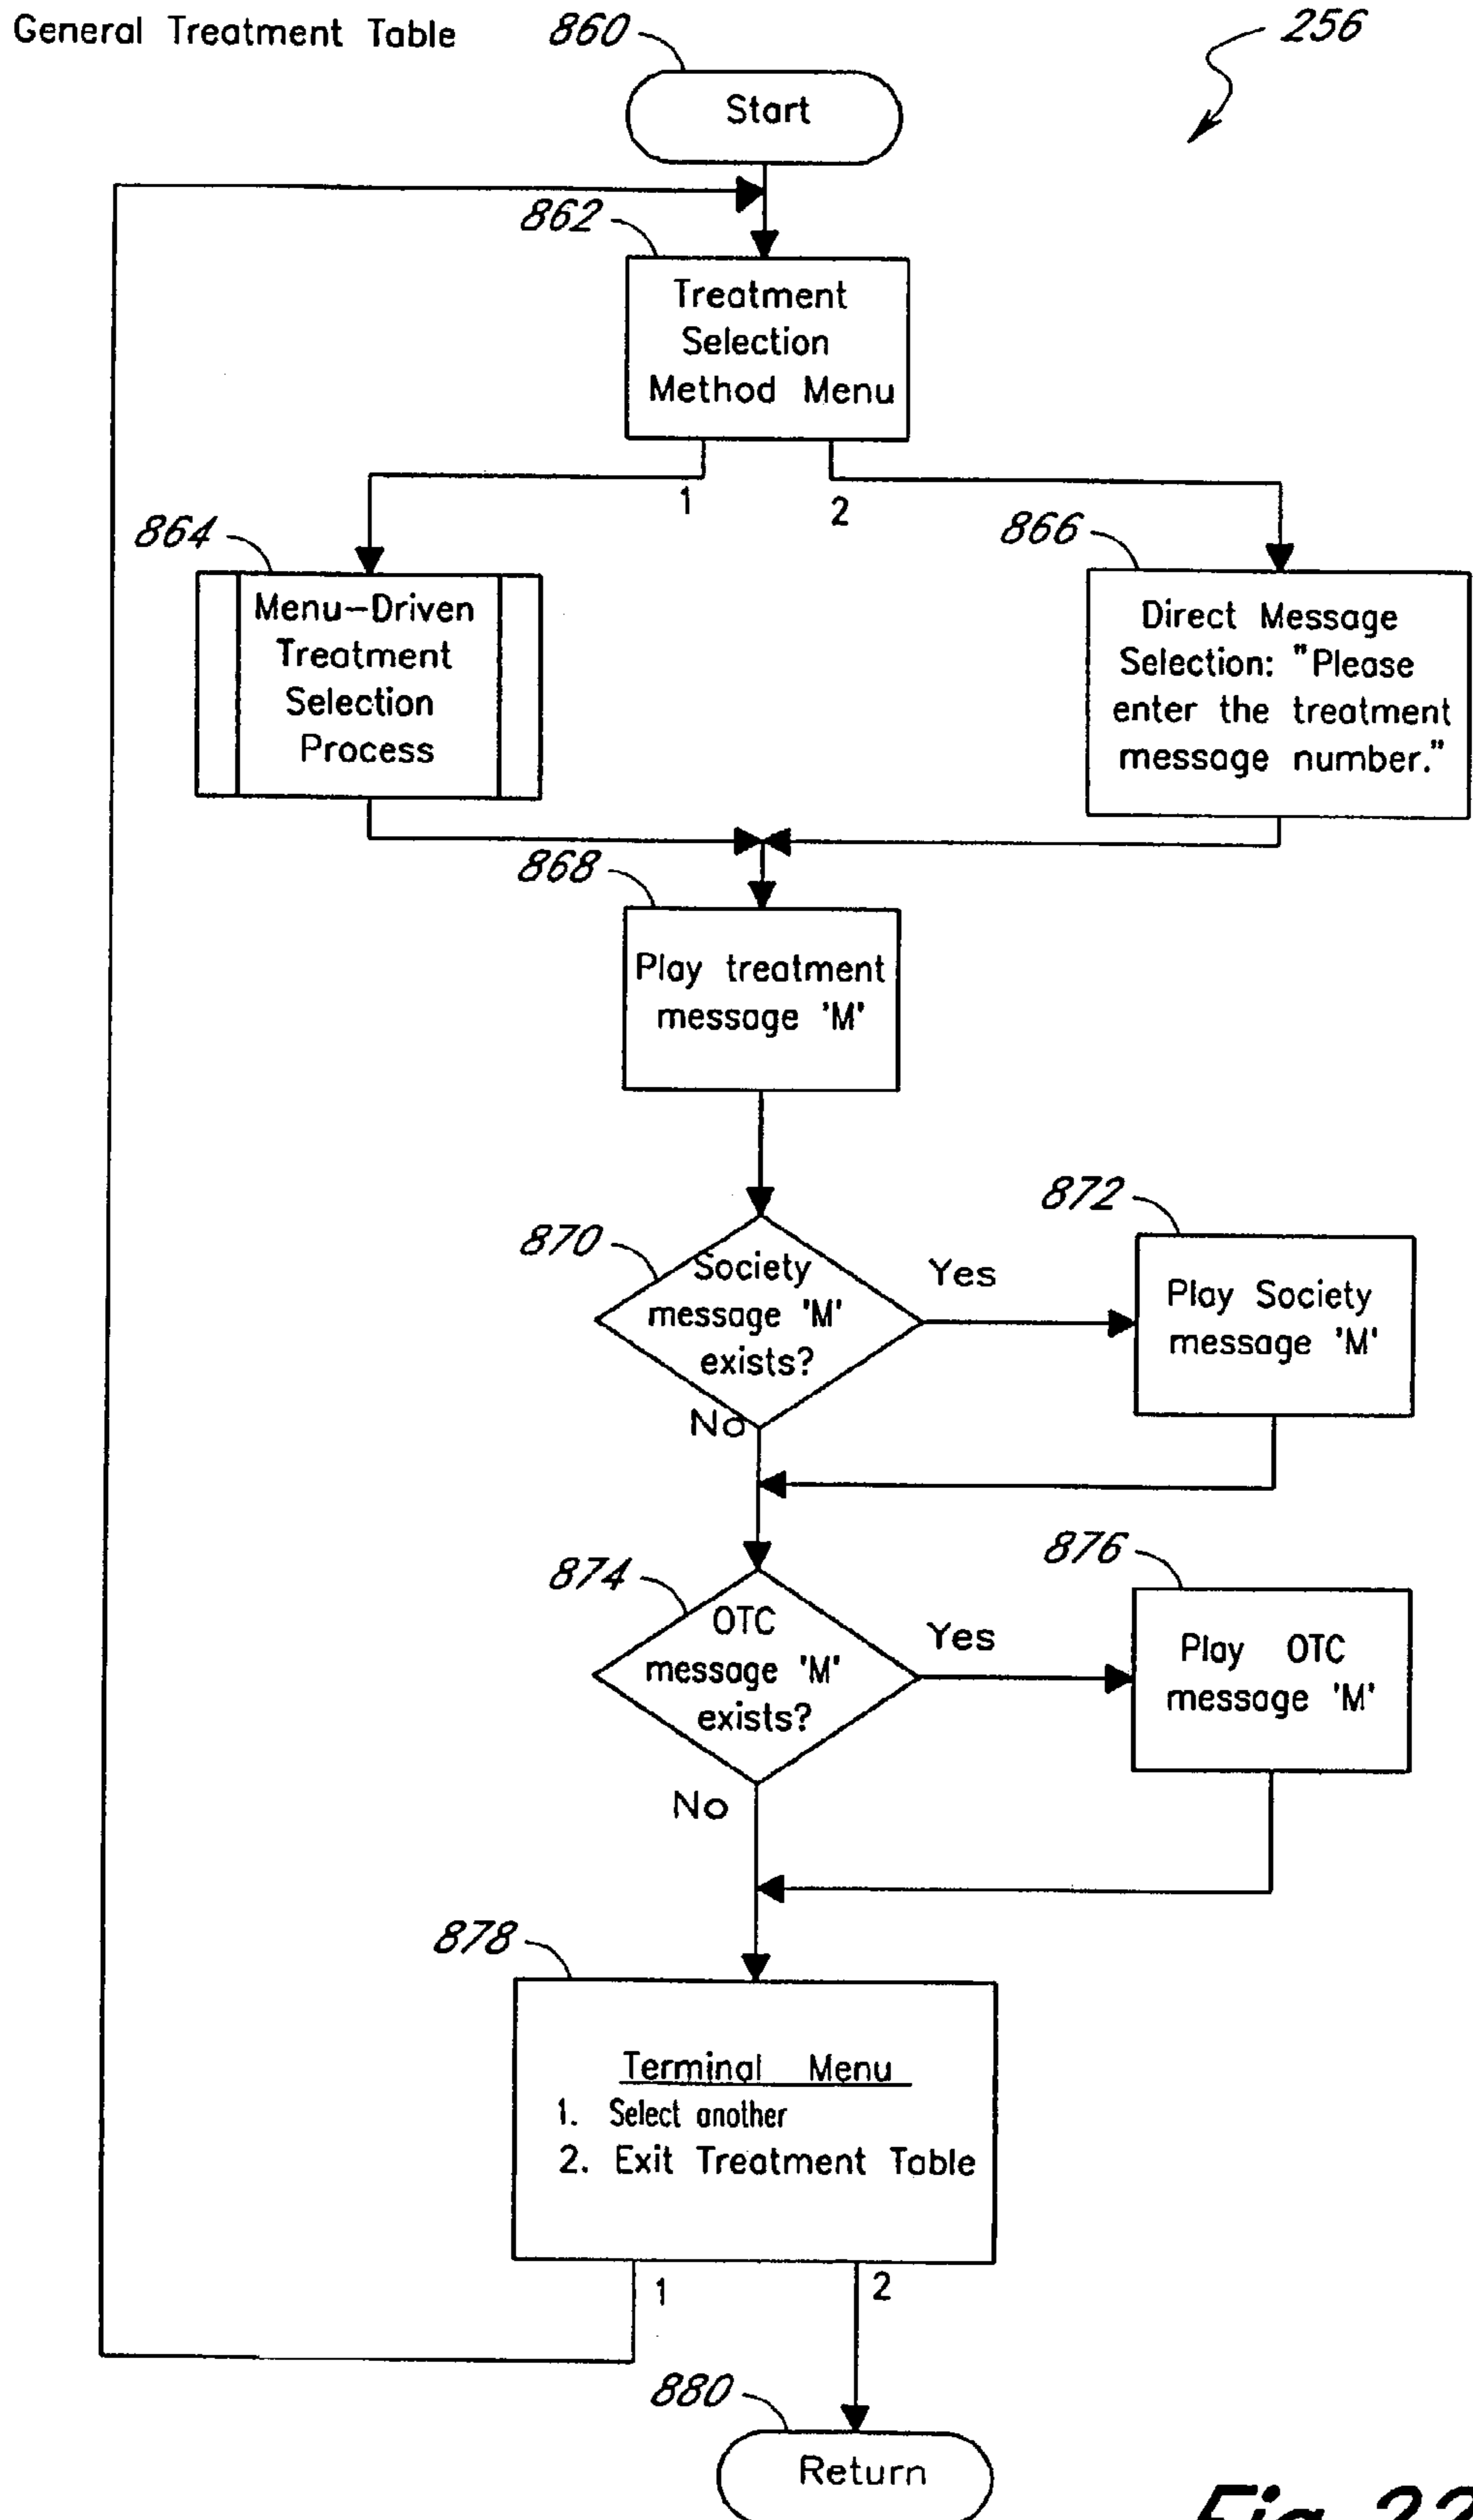 General Treatment Table
860
256
Start
862
Treatment
Selection
Method Menu
1
2
864
Menu-Driven
Treatment
Selection
Process
866
Direct Message
Selection: "Please
enter the treatment
message number."
868
Play treatment
message 'M'
870
Society
message 'M'
exists?
Yes
No
872
Play Society
message 'M'
874
OTC
message 'M'
exists?
Yes
No
876
Play OTC
message 'M'
878
Terminal Menu
1. Select another
2. Exit Treatment Table
1
2
880
Return